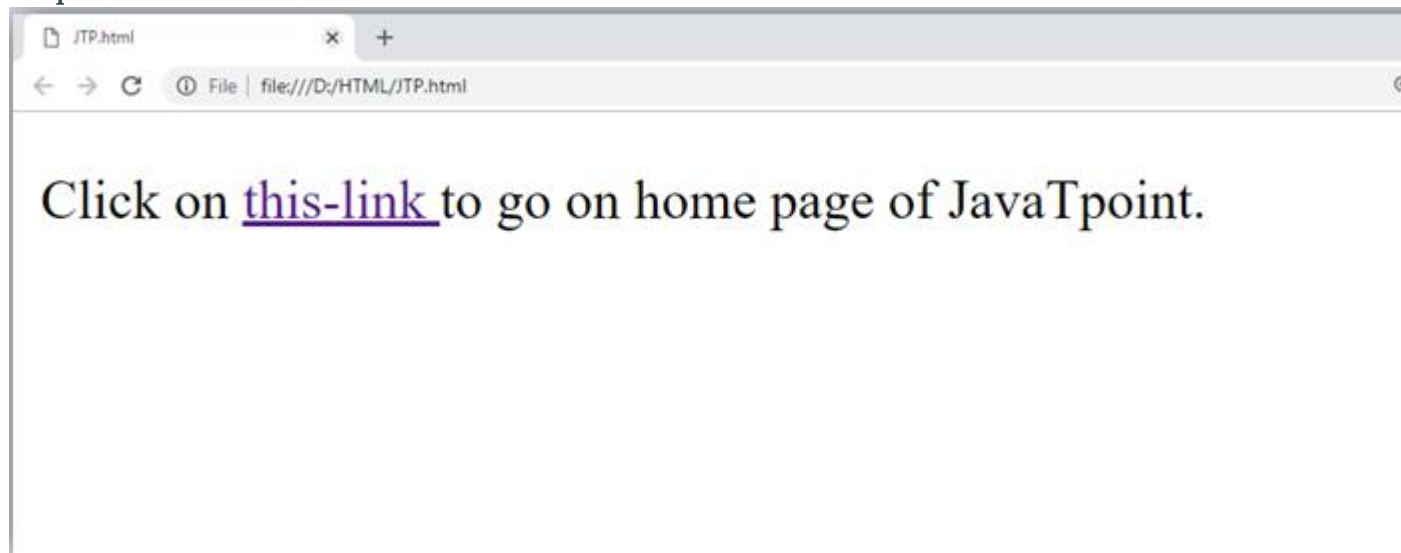 JTP.html
File | file:///D:/HTML/JTP.html
Click on this-link to go on home page of JavaTpoint.